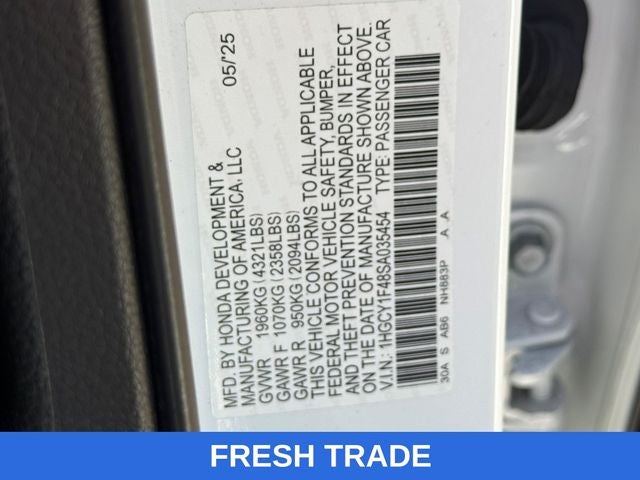 MFD. BY HONDA DEVELOPMENT & 05/'25
MANUFACTURING OF AMERICA, LLC
GVWR 1960KG (4321LBS)
GAWR F 1070KG (2358LBS)
GAWR R 950KG (2094LBS)
THIS VEHICLE CONFORMS TO ALL APPLICABLE
FEDERAL MOTOR VEHICLE SAFETY, BUMPER,
AND THEFT PREVENTION STANDARDS IN EFFECT
ON THE DATE OF MANUFACTURE SHOWN ABOVE.
V.I.N.: 1HGCY1F48SA035454 TYPE: PASSENGER CAR
30A S AB6 NH883P A A
FRESH TRADE